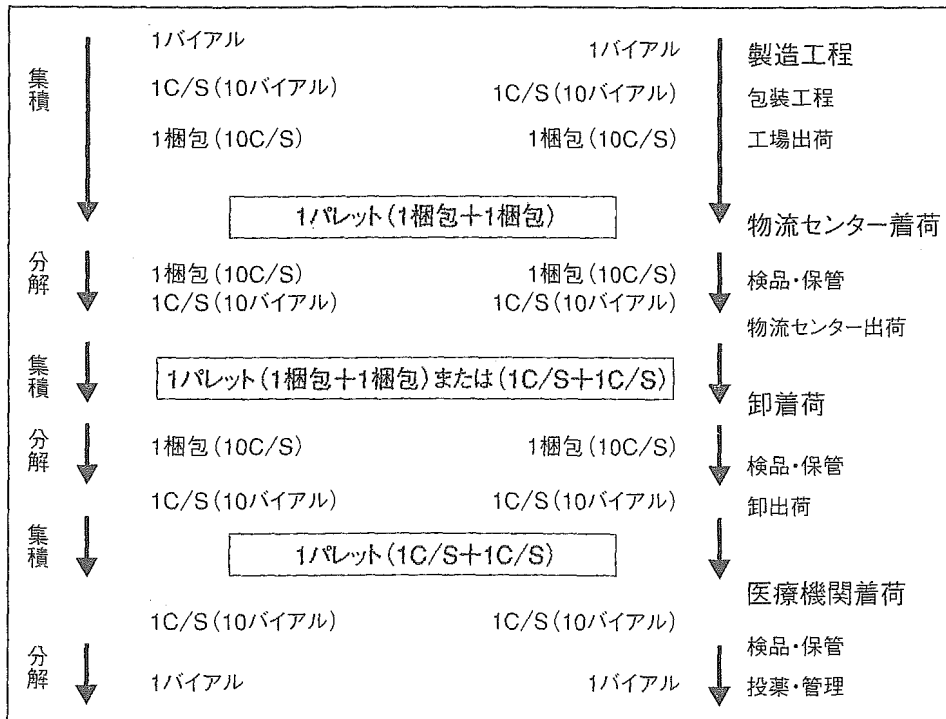 1バイアル 1バイアル 製造工程
集積 1C/S(10バイアル) 1C/S(10バイアル) 包装工程
1梱包(10C/S) 1梱包(10C/S) 工場出荷
1パレット(1梱包+1梱包) 物流センター着荷
分解 1梱包(10C/S) 1梱包(10C/S) 検品・保管
1C/S(10バイアル) 1C/S(10バイアル)
物流センター出荷
集積 1パレット(1梱包+1梱包)または(1C/S+1C/S)
卸着荷
分解 1梱包(10C/S) 1梱包(10C/S) 検品・保管
1C/S(10バイアル) 1C/S(10バイアル) 卸出荷
集積 1パレット(1C/S+1C/S)
医療機関着荷
1C/S(10バイアル) 1C/S(10バイアル)
検品・保管
分解 1バイアル 1バイアル 投薬・管理